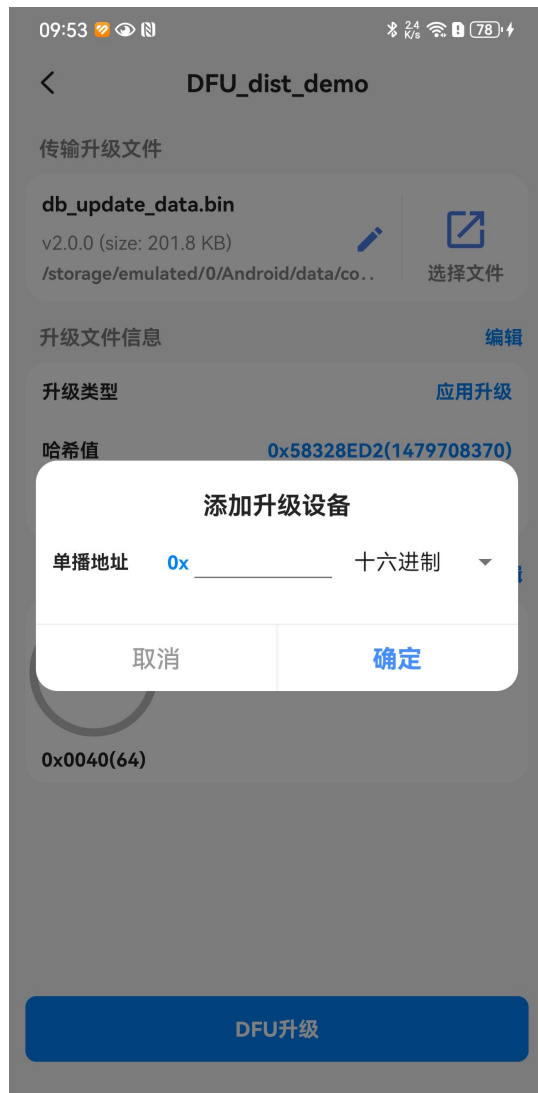 09:53
2.4
K/s
78
DFU_dist_demo
传输升级文件
db_update_data.bin
v2.0.0 (size: 201.8 KB)
/storage/emulated/0/Android/data/co..
选择文件
升级文件信息
编辑
升级类型
应用升级
哈希值
0x58328ED2(1479708370)
添加升级设备
单播地址
0x
十六进制
取消
确定
0x0040(64)
DFU升级